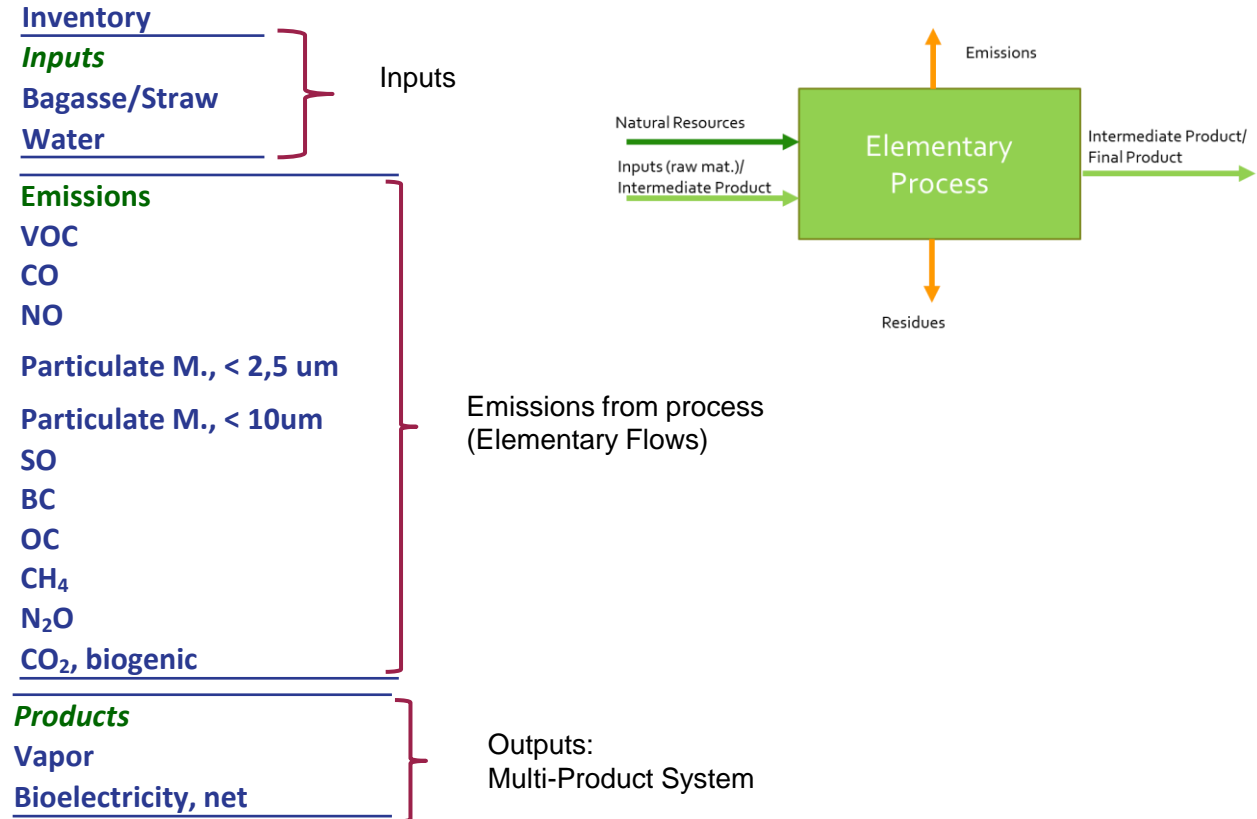 Inventory
Inputs
Bagasse/Straw
Water
Inputs
Emissions
VOC
CO
NO
Particulate M., < 2,5 um
Particulate M., < 10um
SO
BC
OC
CH₄
N₂O
CO₂, biogenic
Emissions from process
(Elementary Flows)
Products
Vapor
Bioelectricity, net
Outputs:
Multi-Product System
Emissions
Natural Resources
Inputs (raw mat.)/
Intermediate Product
Elementary
Process
Intermediate Product/
Final Product
Residues